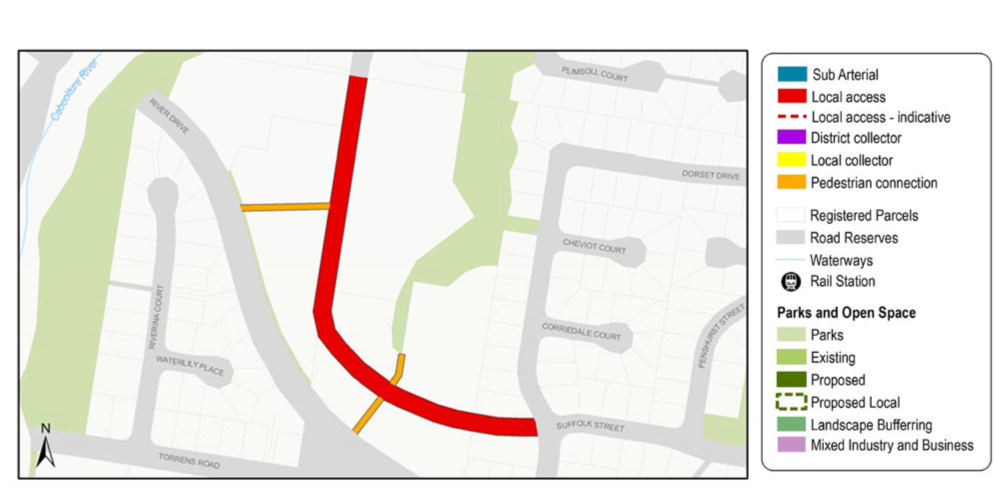 Caboolture River
PLIMSOLL COURT
RIVER DRIVE
DORSET DRIVE
CHEVIOT COURT
RIVERINA COURT
CORRIEDALE COURT
PENSHURST STREET
WATERLILY PLACE
SUFFOLK STREET
N
TORRENS ROAD
Sub Arterial
Local access
Local access - indicative
District collector
Local collector
Pedestrian connection
Registered Parcels
Road Reserves
Waterways
Rail Station
Parks and Open Space
Parks
Existing
Proposed
Proposed Local
Landscape Bufferring
Mixed Industry and Business